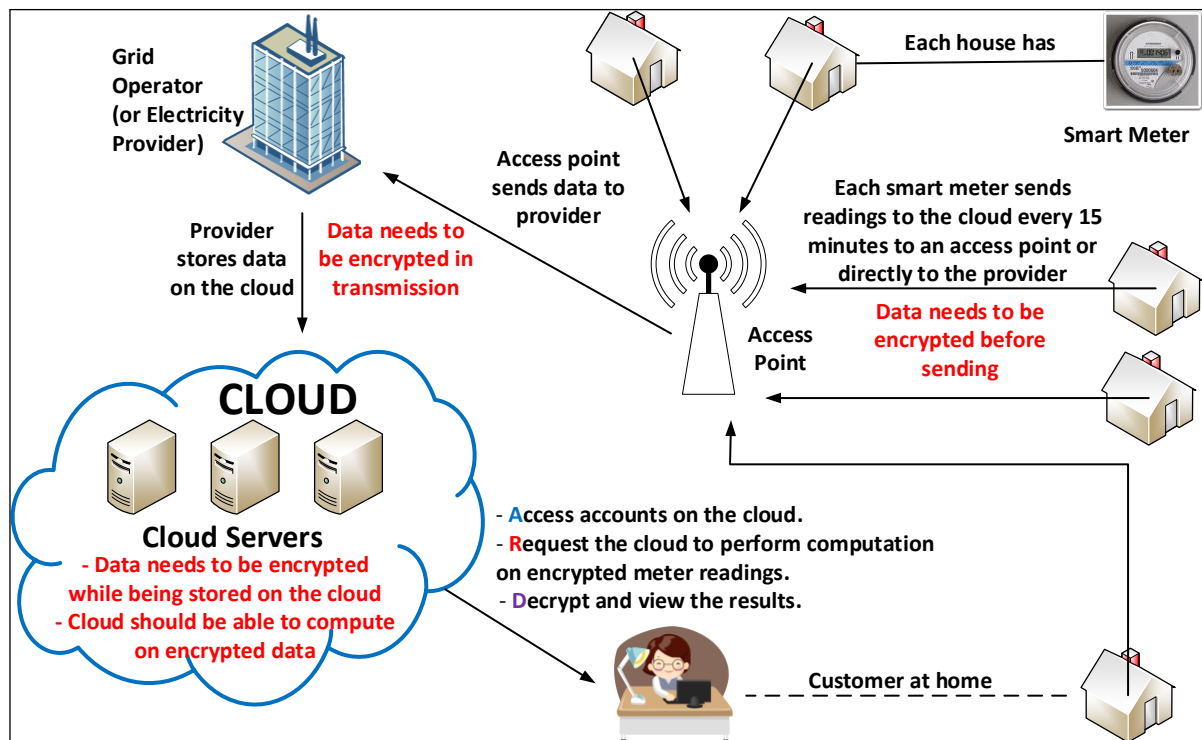 Grid
Operator
(or Electricity
Provider)
Each house has
Smart Meter
Access point
sends data to
provider
Each smart meter sends
readings to the cloud every 15
minutes to an access point or
directly to the provider
Data needs to be
encrypted before
sending
Provider
stores data
on the cloud
Data needs to
be encrypted in
transmission
Access
Point
CLOUD
Cloud Servers
- Data needs to be encrypted
while being stored on the cloud
- Cloud should be able to compute
on encrypted data
- Access accounts on the cloud.
- Request the cloud to perform computation
on encrypted meter readings.
- Decrypt and view the results.
Customer at home